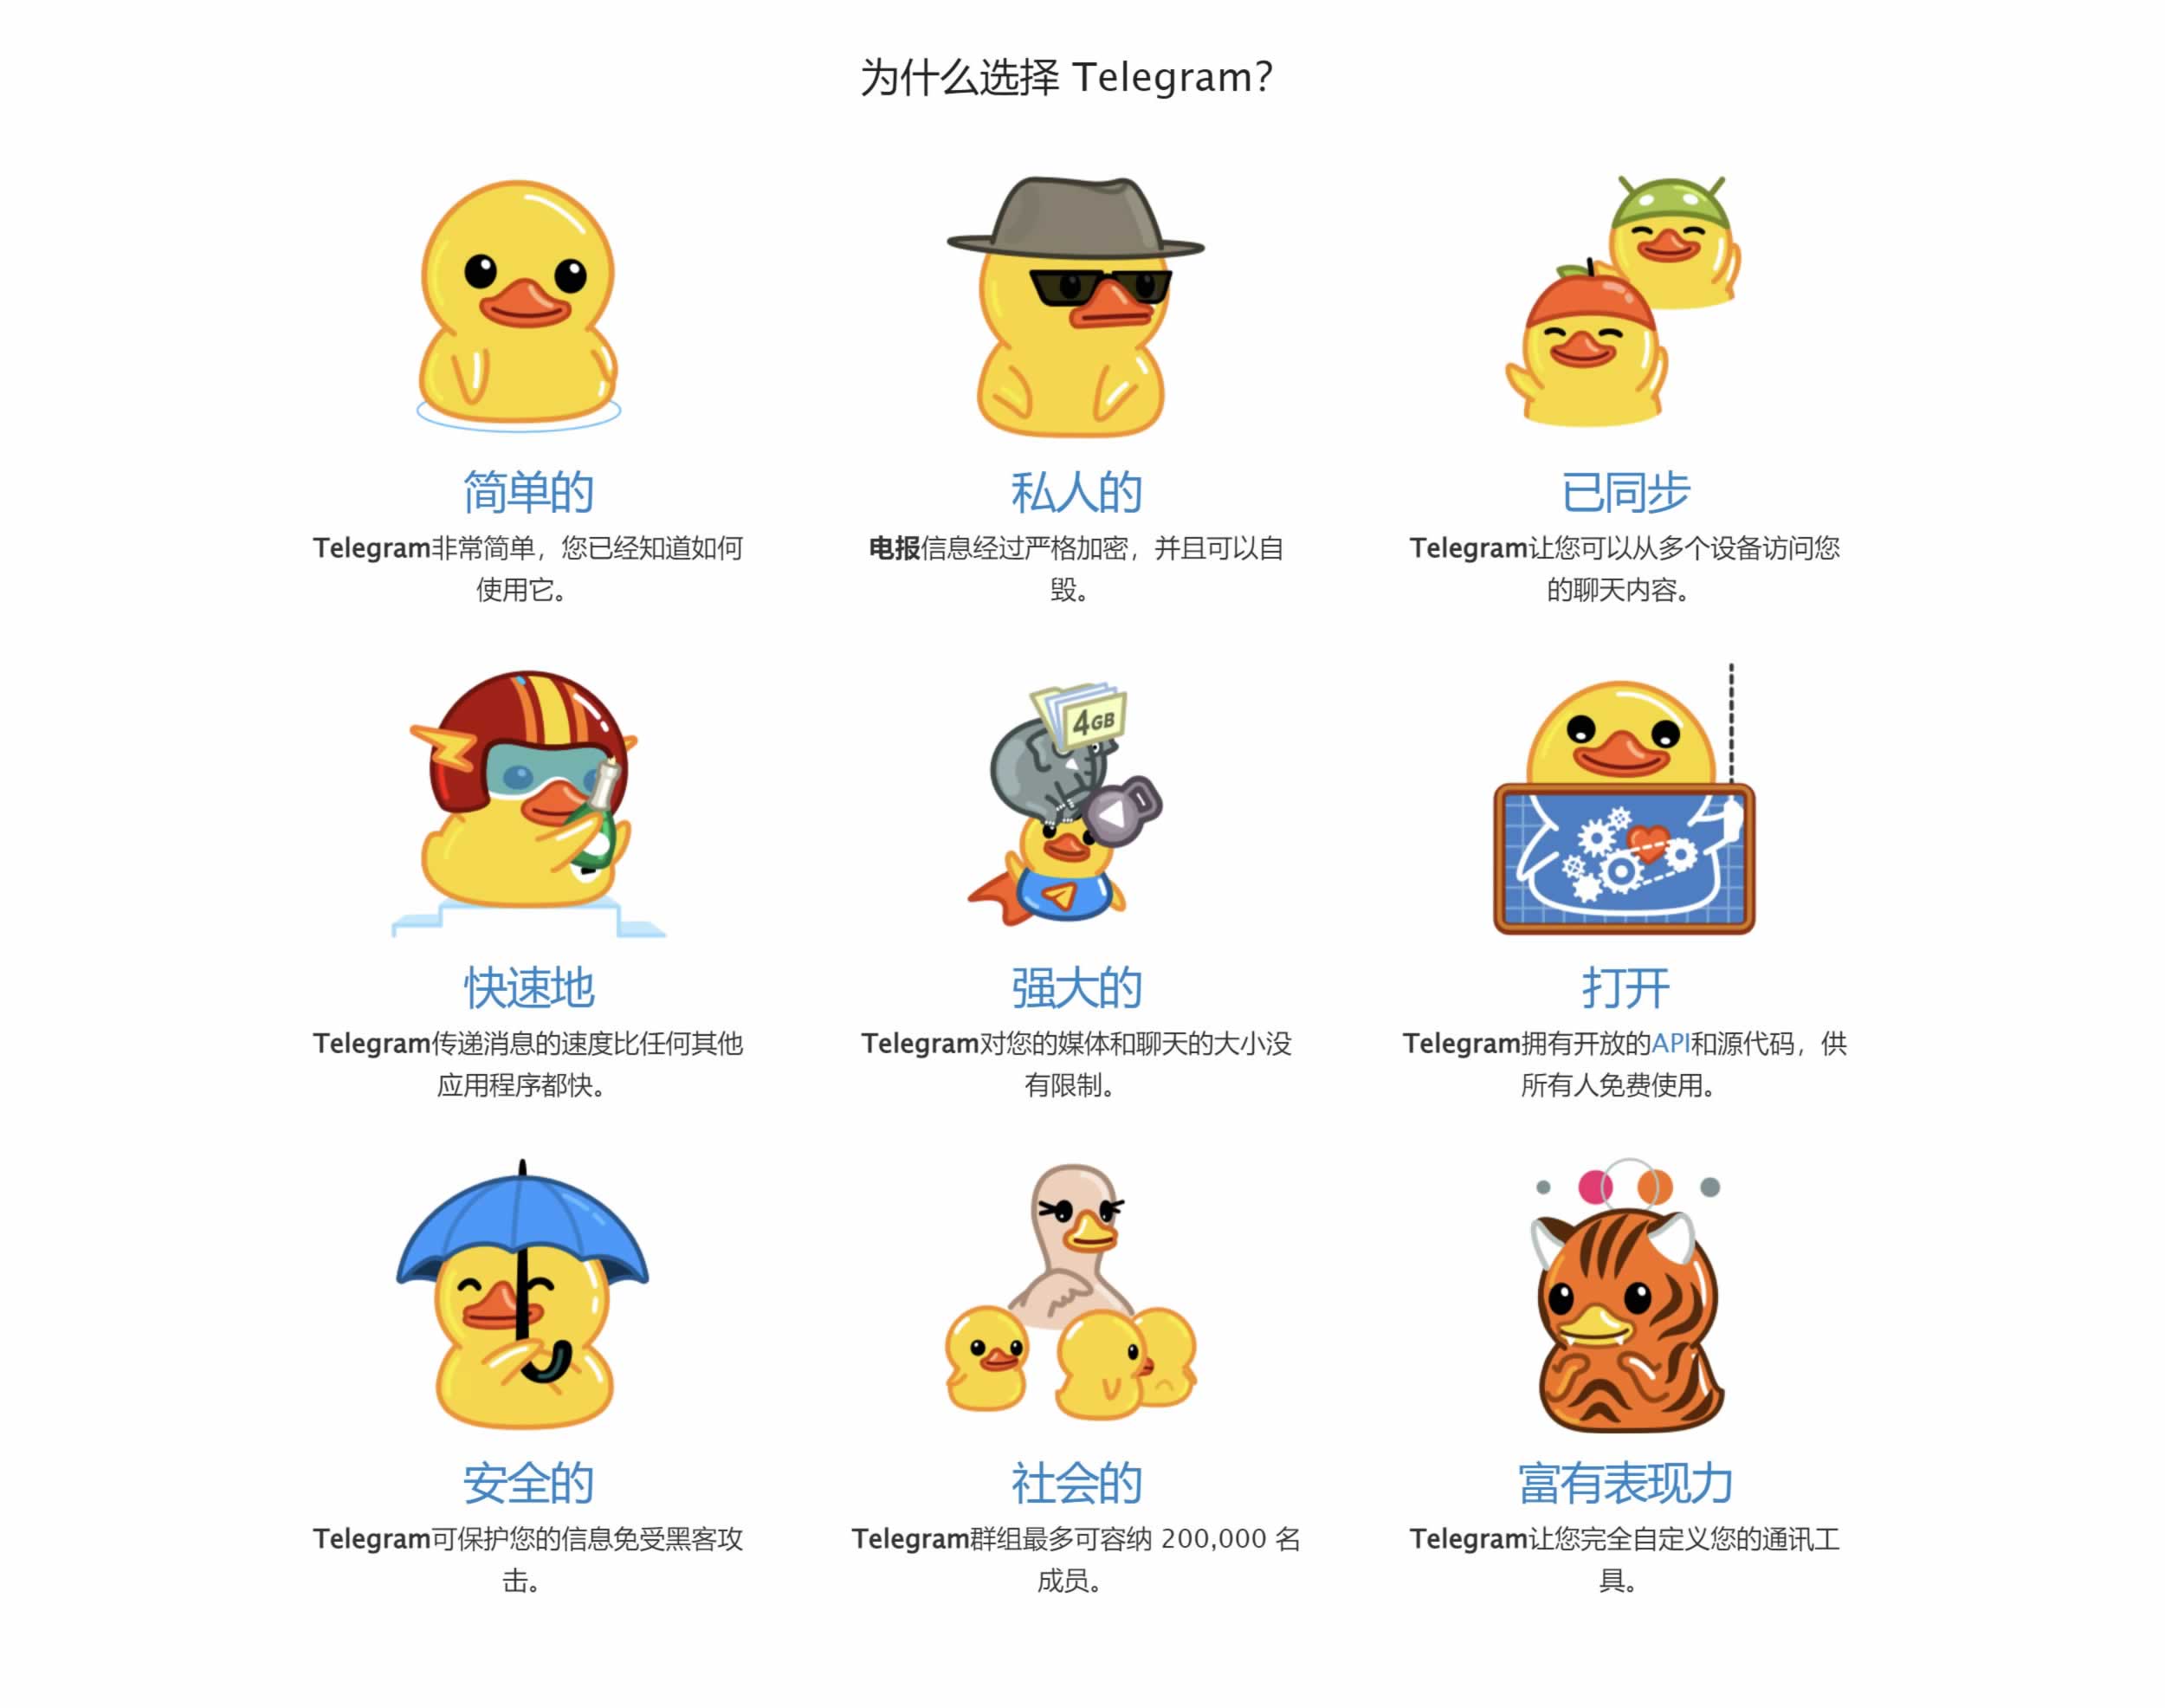 为什么选择 Telegram?
简单的
Telegram非常简单，您已经知道如何
使用它。
私人的
电报信息经过严格加密，并且可以自
毁。
已同步
Telegram让您可以从多个设备访问您
的聊天内容。
4GB
快速地
Telegram传递消息的速度比任何其他
应用程序都快。
强大的
Telegram对您的媒体和聊天的大小没
有限制。
打开
Telegram拥有开放的API和源代码，供
所有人免费使用。
安全的
Telegram可保护您的信息免受黑客攻
击。
社会的
Telegram群组最多可容纳 200,000 名
成员。
富有表现力
Telegram让您完全自定义您的通讯工
具。